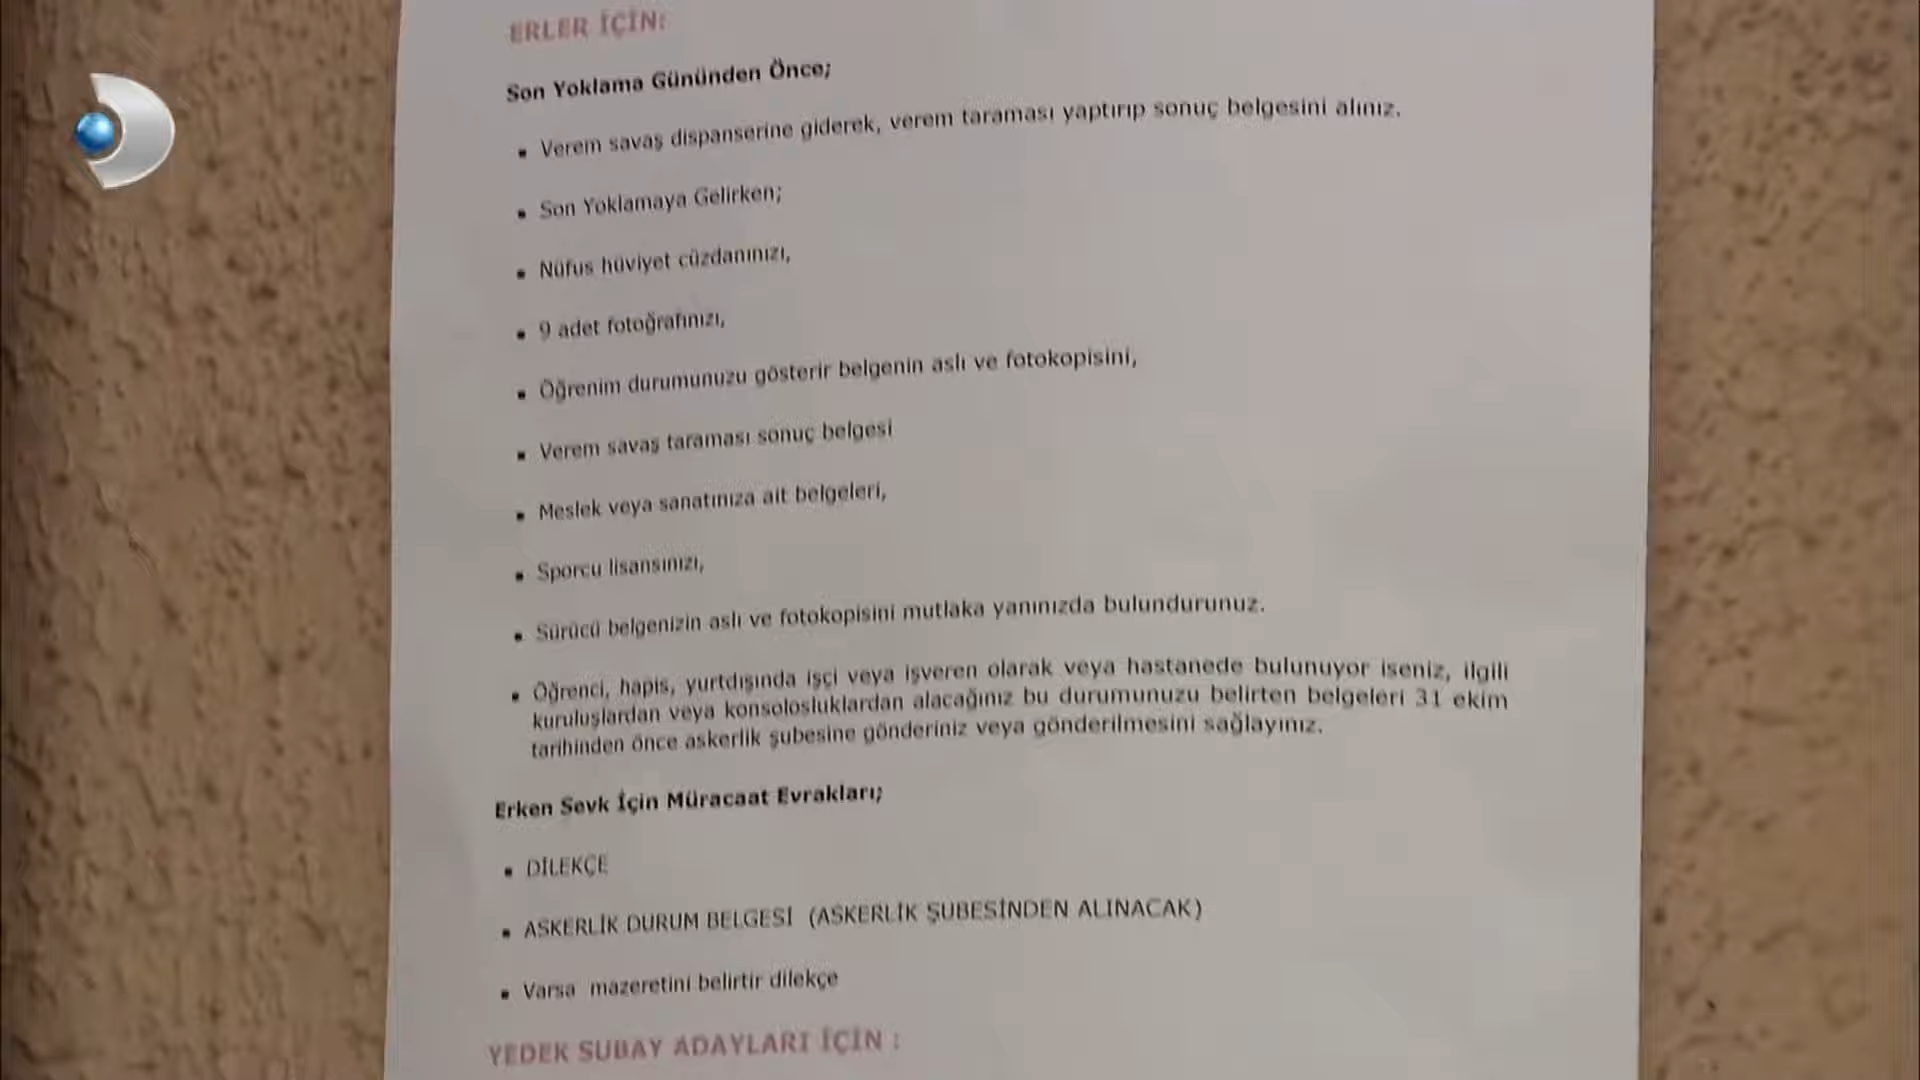 ERLER İÇİN:
Son Yoklama Gününden Önce;
▪ Verem savaş dispanserine giderek, verem taraması yaptırıp sonuç belgesini alınız.
▪ Son Yoklamaya Gelirken;
▪ Nüfus hüviyet cüzdanınızı,
▪ 9 adet fotoğrafınızı,
▪ Öğrenim durumunuzu gösterir belgenin aslı ve fotokopisini,
▪ Verem savaş taraması sonuç belgesi
▪ Meslek veya sanatınıza ait belgeleri,
▪ Sporcu lisansınızı,
▪ Sürücü belgenizin aslı ve fotokopisini mutlaka yanınızda bulundurunuz.
▪ Öğrenci, hapis, yurtdışında işçi veya işveren olarak veya hastanede bulunuyor iseniz, ilgili
kuruluşlardan veya konsolosluklardan alacağınız bu durumunuzu belirten belgeleri 31 ekim
tarihinden önce askerlik şubesine gönderiniz veya gönderilmesini sağlayınız.
Erken Sevk İçin Müracaat Evrakları;
▪ DİLEKÇE
▪ ASKERLİK DURUM BELGESİ (ASKERLİK ŞUBESİNDEN ALINACAK)
▪ Varsa mazeretini belirtir dilekçe
YEDEK SUBAY ADAYLARI İÇİN :